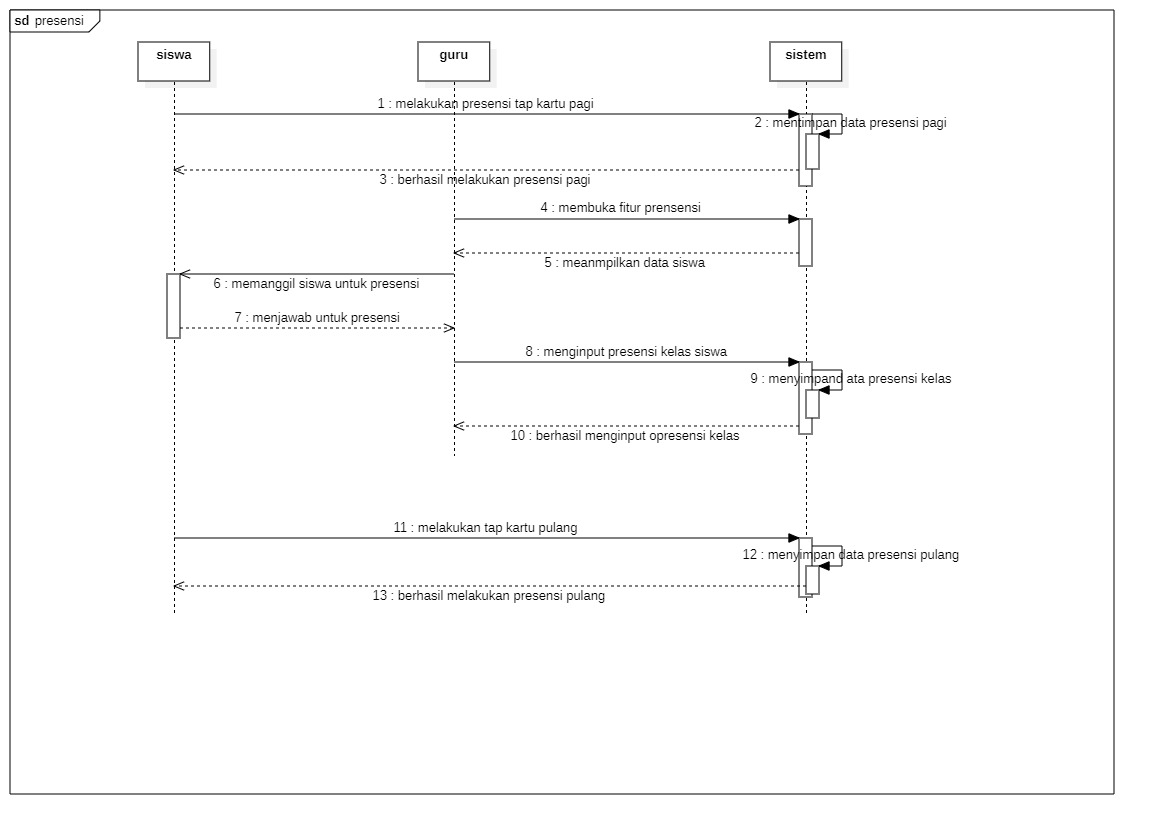 sd presensi
siswa
guru
sistem
1 : melakukan presensi tap kartu pagi
2 : mentimpan data presensi pagi
3 : berhasil melakukan presensi pagi
4 : membuka fitur prensensi
5 : meanmpilkan data siswa
6 : memanggil siswa untuk presensi
7 : menjawab untuk presensi
8 : menginput presensi kelas siswa
9 : menyimpand ata presensi kelas
10 : berhasil menginput opresensi kelas
11 : melakukan tap kartu pulang
12 : menyimpan data presensi pulang
13 : berhasil melakukan presensi pulang